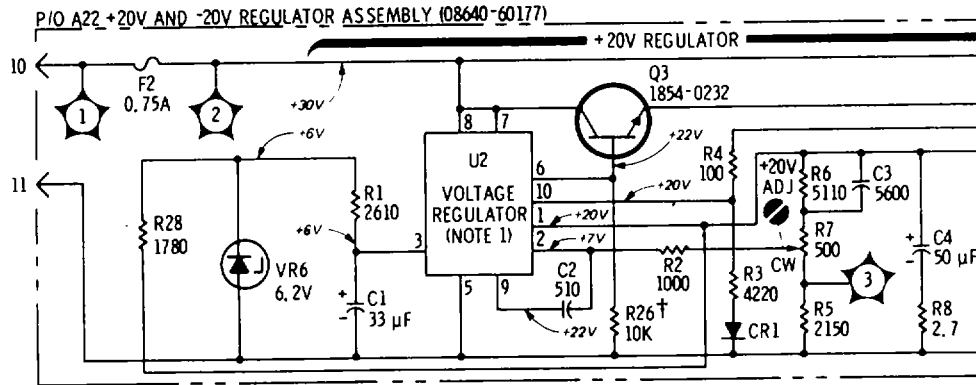 P/O A22 +20V AND -20V REGULATOR ASSEMBLY (08640-60177)
+20V REGULATOR
10
F2
0.75A
1
2
+30V
+6V
Q3
1854-0232
8
7
+22V
11
U2
VOLTAGE
REGULATOR
(NOTE 1)
6
10
1
2
3
5
9
+20V
+20V
+7V
R4
100
+20V
ADJ
R6
5110
C3
5600
R28
1780
R1
2610
+6V
VR6
6.2V
C1
33 µF
C2
510
+22V
R2
1000
R26†
10K
R3
4220
CR1
CW
R7
500
3
R5
2150
+
-
C4
50 µF
R8
2.7
+
-